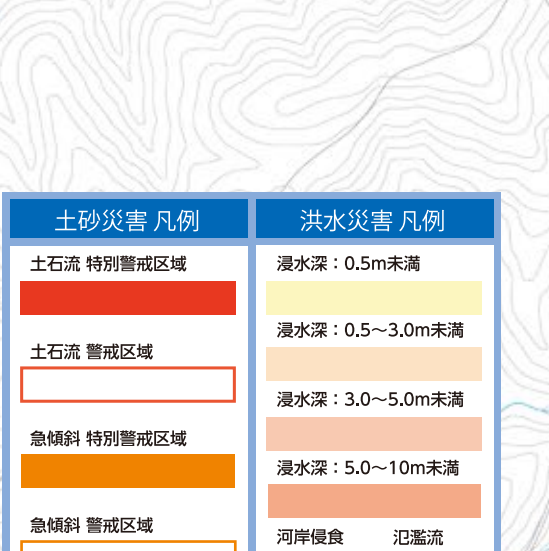 土砂災害 凡例
土石流 特別警戒区域
土石流 警戒区域
急傾斜 特別警戒区域
急傾斜 警戒区域
洪水災害 凡例
浸水深：0.5m未満
浸水深：0.5～3.0m未満
浸水深：3.0～5.0m未満
浸水深：5.0～10m未満
河岸侵食 氾濫流